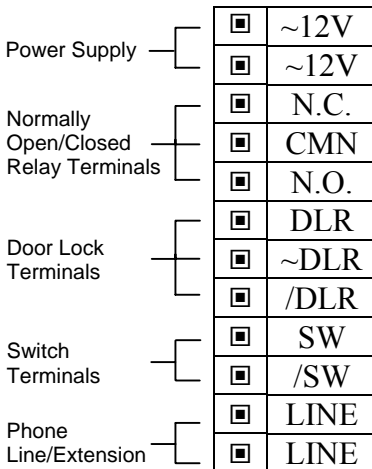 Power Supply
~12V
~12V
Normally
Open/Closed
Relay Terminals
N.C.
CMN
N.O.
Door Lock
Terminals
DLR
~DLR
/DLR
Switch
Terminals
SW
/SW
Phone
Line/Extension
LINE
LINE